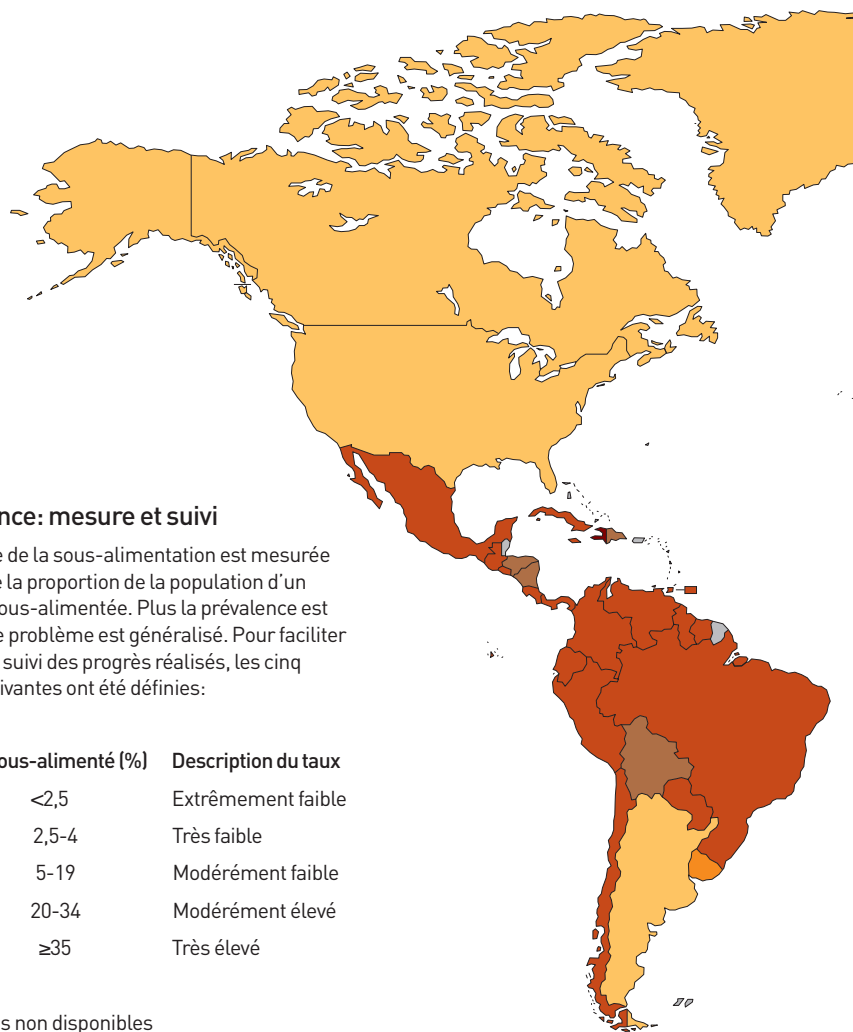 nce: mesure et suivi
e de la sous-alimentation est mesurée
e la proportion de la population d'un
sous-alimentée. Plus la prévalence est
e problème est généralisé. Pour faciliter
suivi des progrès réalisés, les cinq
ivantes ont été définies:
ous-alimenté (%) Description du taux
<2,5 Extrêmement faible
2,5-4 Très faible
5-19 Modérément faible
20-34 Modérément élevé
≥35 Très élevé
s non disponibles